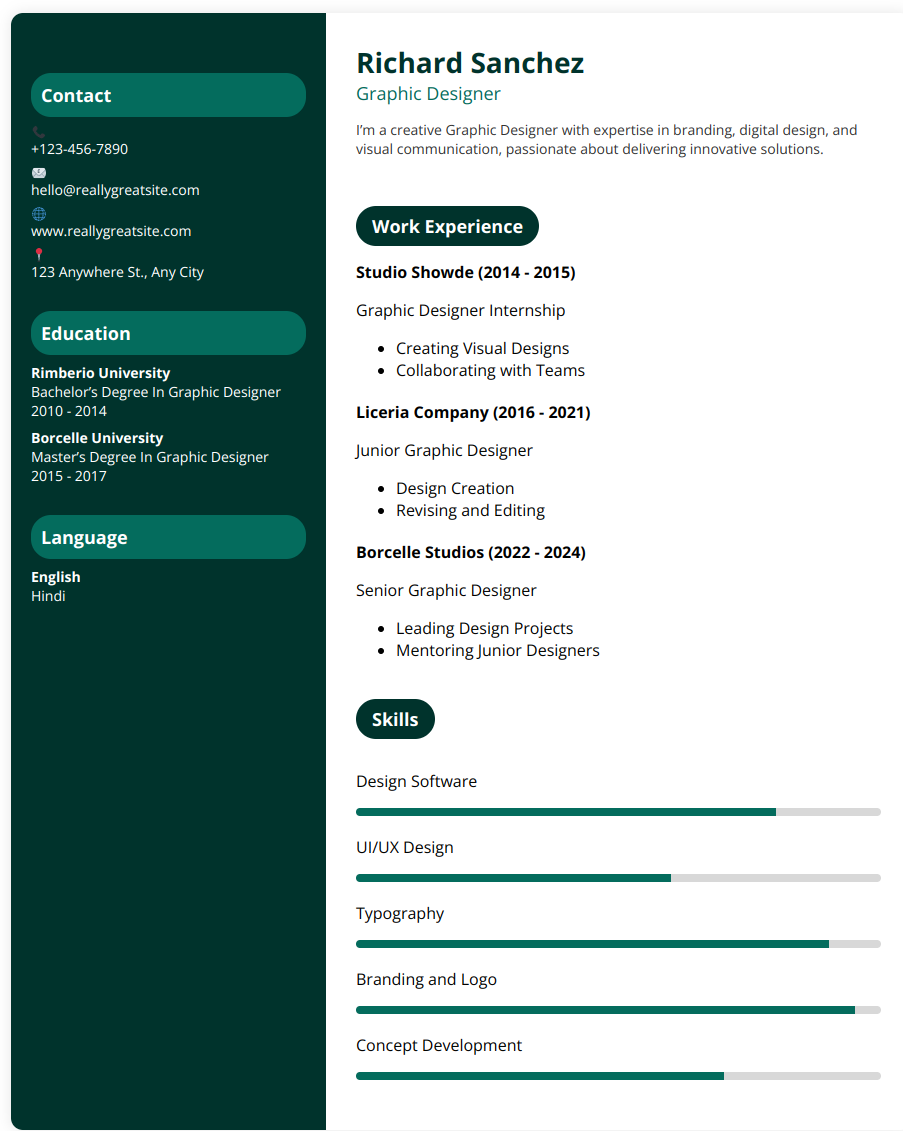 Contact
+123-456-7890
hello@reallygreatsite.com
www.reallygreatsite.com
123 Anywhere St., Any City
Education
Rimberio University
Bachelor’s Degree In Graphic Designer
2010 - 2014
Borcelle University
Master’s Degree In Graphic Designer
2015 - 2017
Language
English
Hindi
Richard Sanchez
Graphic Designer
I’m a creative Graphic Designer with expertise in branding, digital design, and
visual communication, passionate about delivering innovative solutions.
Work Experience
Studio Showde (2014 - 2015)
Graphic Designer Internship
• Creating Visual Designs
• Collaborating with Teams
Liceria Company (2016 - 2021)
Junior Graphic Designer
• Design Creation
• Revising and Editing
Borcelle Studios (2022 - 2024)
Senior Graphic Designer
• Leading Design Projects
• Mentoring Junior Designers
Skills
Design Software
UI/UX Design
Typography
Branding and Logo
Concept Development